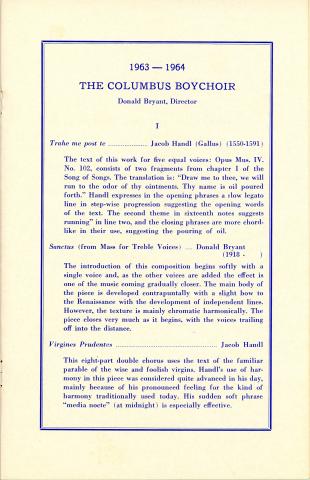 1963 — 1964
THE COLUMBUS BOYCHOIR
Donald Bryant, Director
I
Trahe me post te .................... Jacob Handl (Gallus) (1550-1591)
The text of this work for five equal voices: Opus Mus. IV.
No. 102, consists of two fragments from chapter I of the
Song of Songs. The translation is: "Draw me to thee, we will
run to the odor of thy ointments. Thy name is oil poured
forth." Handl expresses in the opening phrases a slow legato
line in step-wise progression suggesting the opening words
of the text. The second theme in sixteenth notes suggests
running" in line two, and the closing phrases are more chord-
like in their use, suggesting the pouring of oil.
Sanctus (from Mass for Treble Voices) ... Donald Bryant
(1918 - )
The introduction of this composition begins softly with a
single voice and, as the other voices are added the effect is
one of the music coming gradually closer. The main body of
the piece is developed contrapuntally with a slight bow to
the Renaissance with the development of independent lines.
However, the texture is mainly chromatic harmonically. The
piece closes very much as it begins, with the voices trailing
off into the distance.
Virgines Prudentes .................................................. Jacob Handl
This eight-part double chorus uses the text of the familiar
parable of the wise and foolish virgins. Handl's use of har-
mony in this piece was considered quite advanced in his day,
mainly because of his pronounced feeling for the kind of
harmony traditionally used today. His sudden soft phrase
"media nocte" (at midnight) is especially effective.